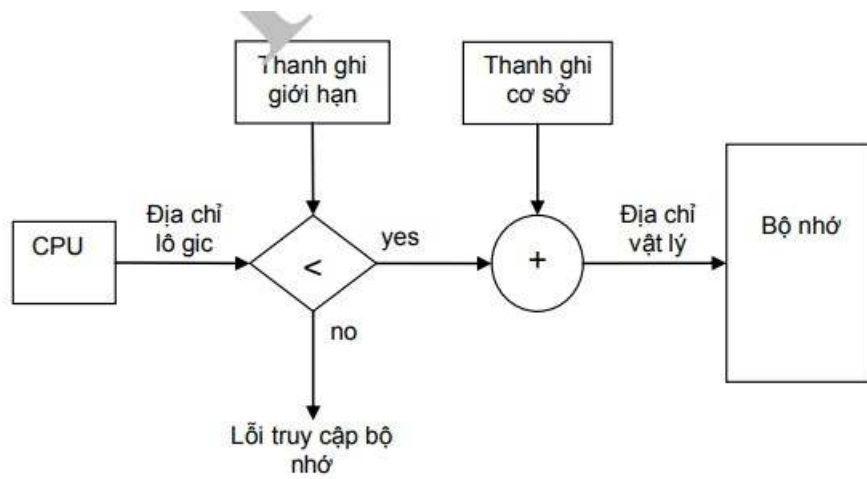 Thanh ghi
giới hạn
Thanh ghi
cơ sở
CPU
Địa chỉ
lô gic
<
yes
+
Địa chỉ
vật lý
Bộ nhớ
no
Lỗi truy cập bộ
nhớ